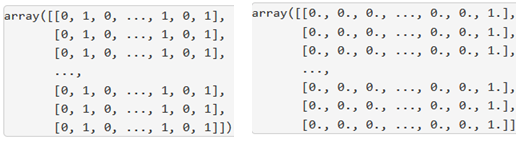 array([[0, 1, 0, ..., 1, 0, 1],
[0, 1, 0, ..., 1, 0, 1],
[0, 1, 0, ..., 1, 0, 1],
...,
[0, 1, 0, ..., 1, 0, 1],
[0, 1, 0, ..., 1, 0, 1],
[0, 1, 0, ..., 1, 0, 1]])
array([[0., 0., 0., ..., 0., 0., 1.],
[0., 0., 0., ..., 0., 0., 1.],
[0., 0., 0., ..., 0., 0., 1.],
...,
[0., 0., 0., ..., 0., 0., 1.],
[0., 0., 0., ..., 0., 0., 1.],
[0., 0., 0., ..., 0., 0., 1.]]